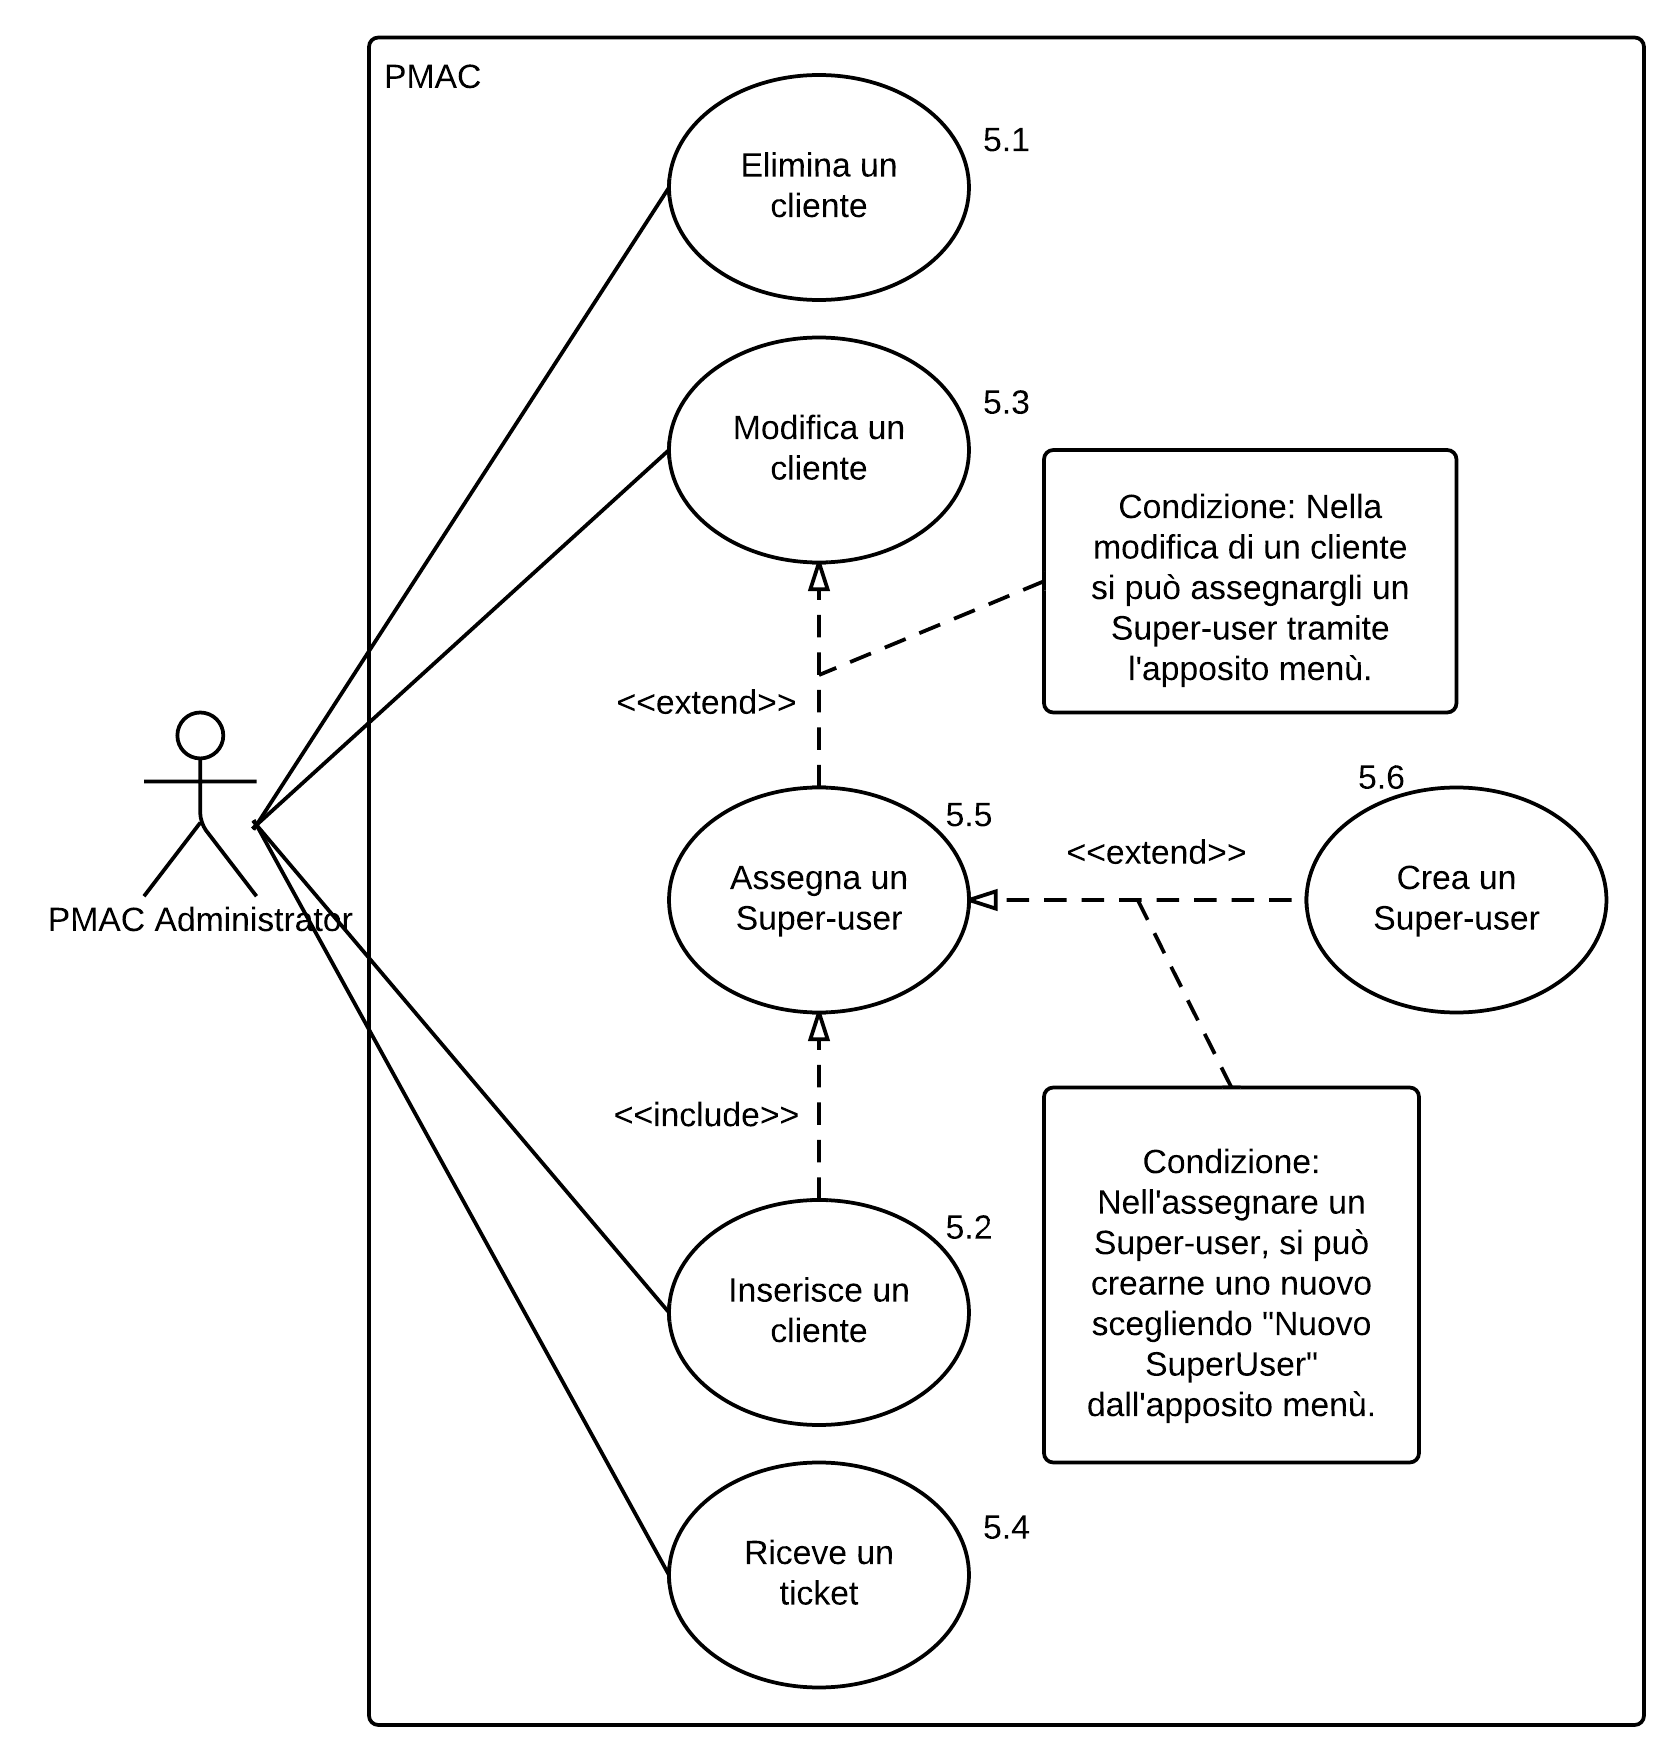 PMAC
Elimina un
cliente
5.1
Modifica un
cliente
5.3
Condizione: Nella
modifica di un cliente
si può assegnargli un
Super-user tramite
l'apposito menù.
<<extend>>
PMAC Administrator
Assegna un
Super-user
5.5
<<extend>>
5.6
Crea un
Super-user
<<include>>
Condizione:
Nell'assegnare un
Super-user, si può
crearne uno nuovo
scegliendo "Nuovo
SuperUser"
dall'apposito menù.
Inserisce un
cliente
5.2
Riceve un
ticket
5.4